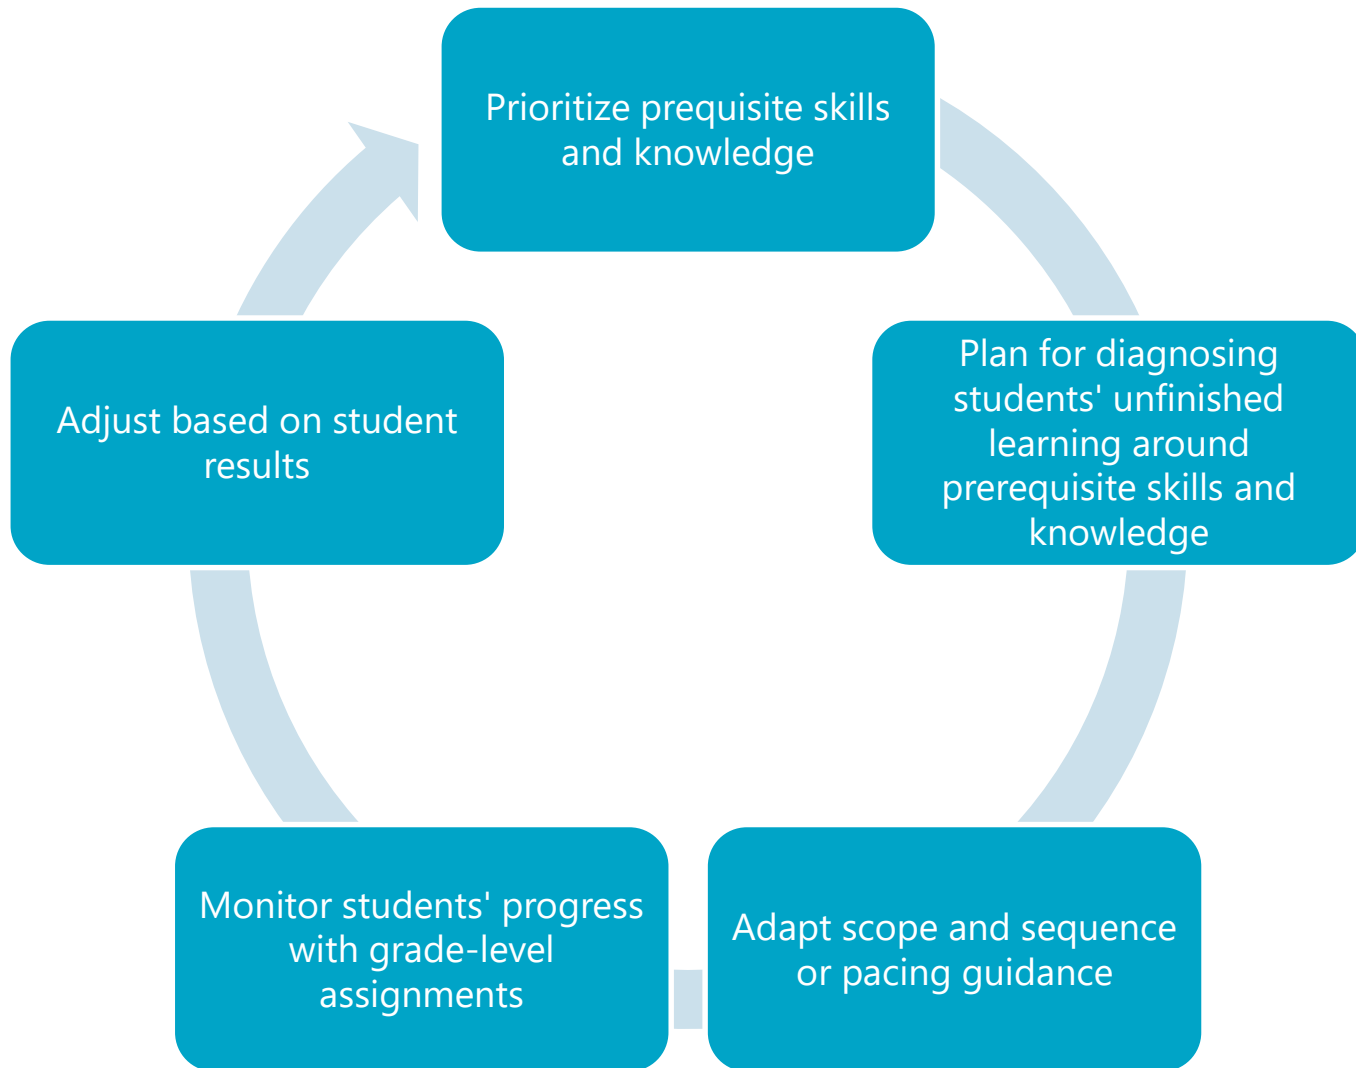 Prioritize prequisite skills
and knowledge
Plan for diagnosing
students' unfinished
learning around
prerequisite skills and
knowledge
Adapt scope and sequence
or pacing guidance
Monitor students' progress
with grade-level
assignments
Adjust based on student
results